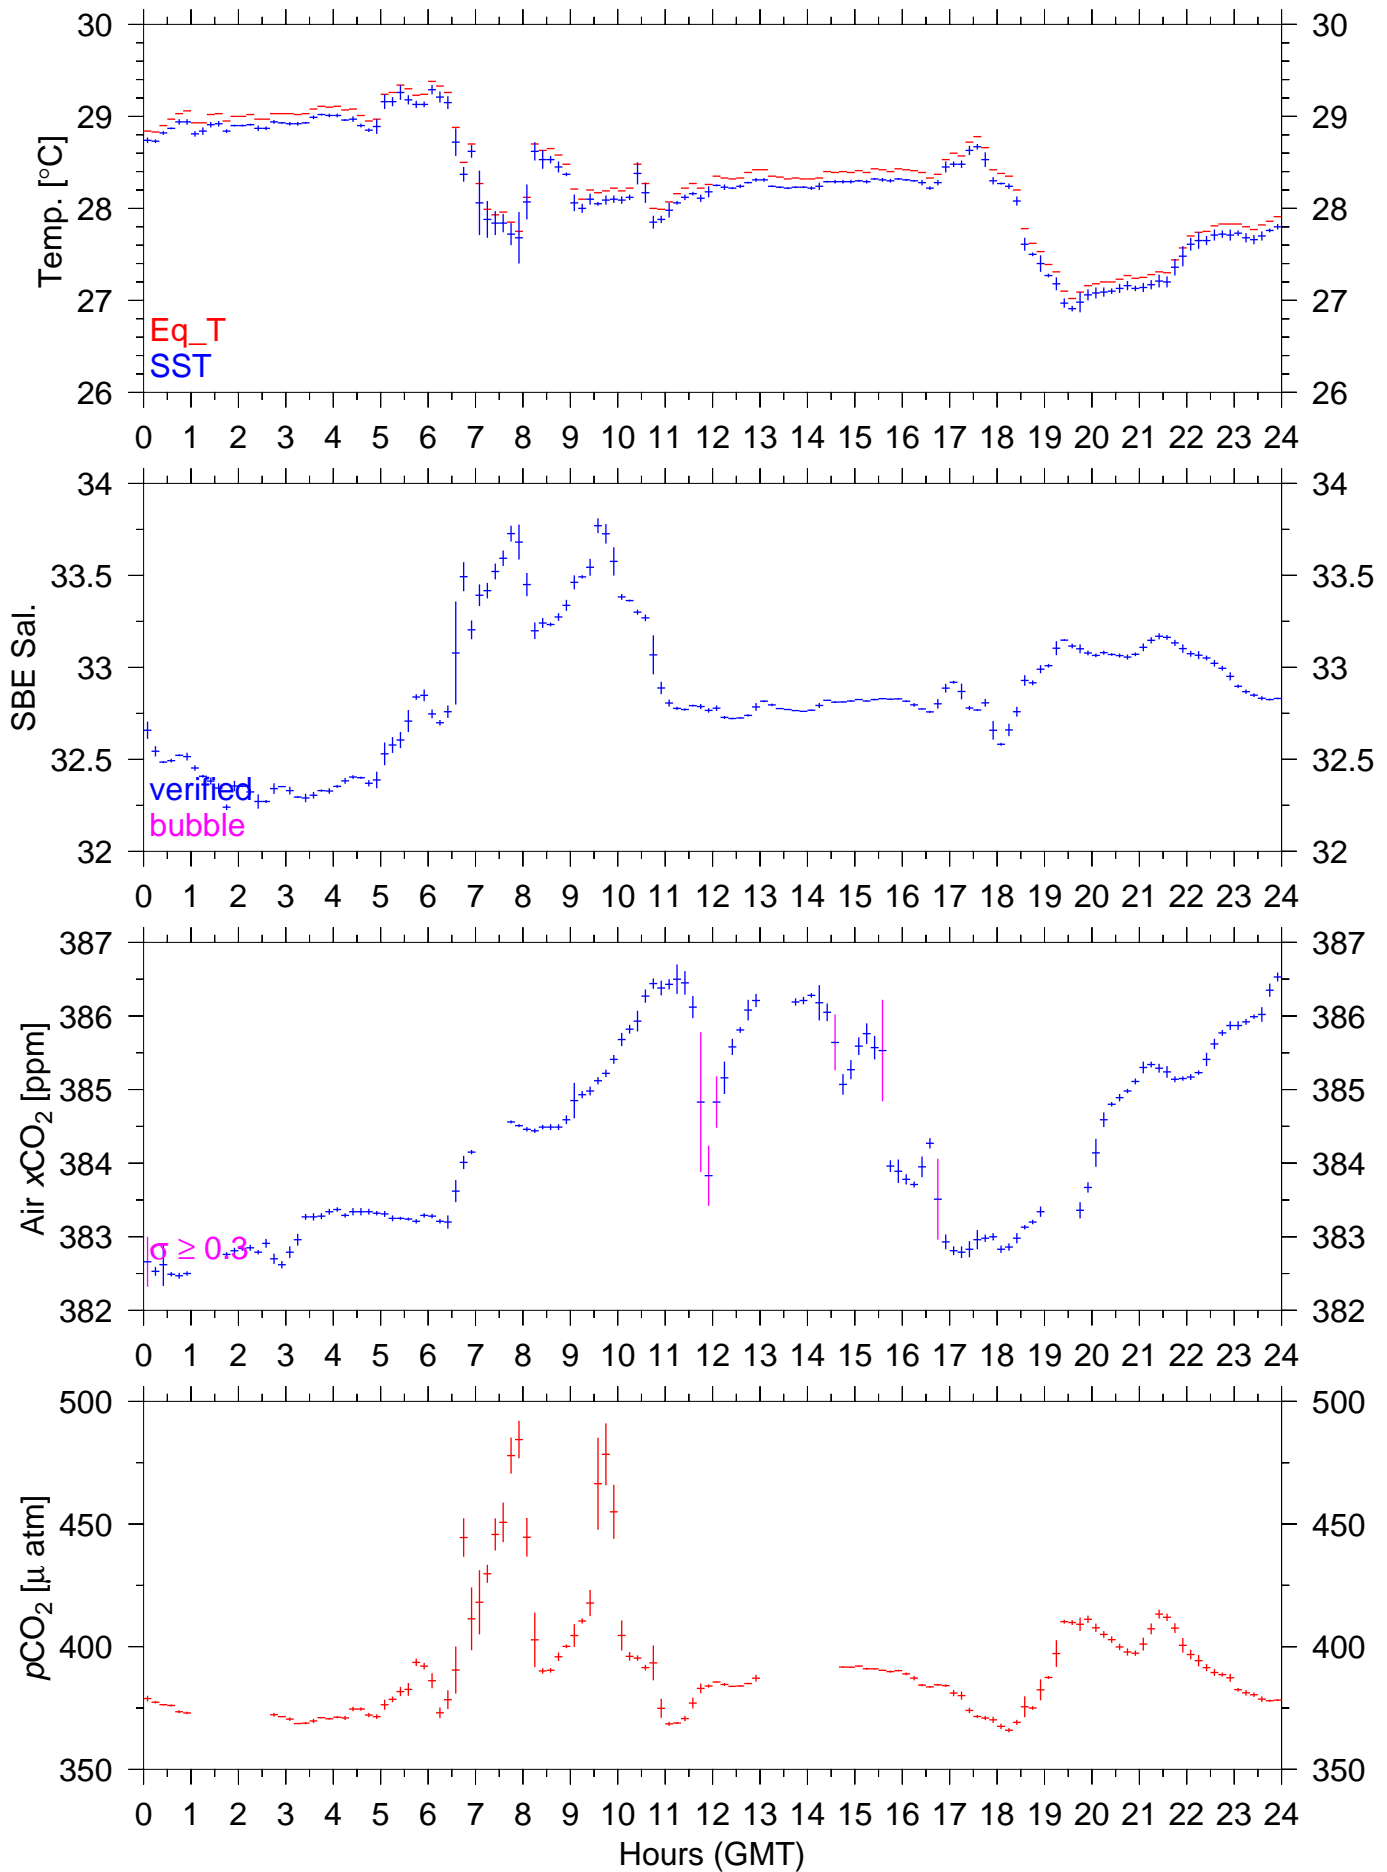 30 30
29 29
28 28
27 27
26 26
Temp. [°C]
Eq_T
SST
0 1 2 3 4 5 6 7 8 9 10 11 12 13 14 15 16 17 18 19 20 21 22 23 24
34 34
33.5 33.5
33 33
32.5 32.5
32 32
SBE Sal.
verified
bubble
0 1 2 3 4 5 6 7 8 9 10 11 12 13 14 15 16 17 18 19 20 21 22 23 24
387 387
386 386
385 385
384 384
383 383
382 382
Air xCO₂ [ppm]
σ ≥ 0.3
0 1 2 3 4 5 6 7 8 9 10 11 12 13 14 15 16 17 18 19 20 21 22 23 24
500 500
450 450
400 400
350 350
pCO₂ [μ atm]
0 1 2 3 4 5 6 7 8 9 10 11 12 13 14 15 16 17 18 19 20 21 22 23 24
Hours (GMT)